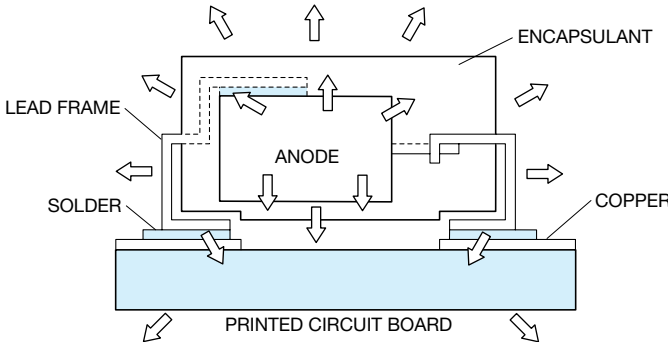 ENCAPSULANT
LEAD FRAME
ANODE
SOLDER
COPPER
PRINTED CIRCUIT BOARD